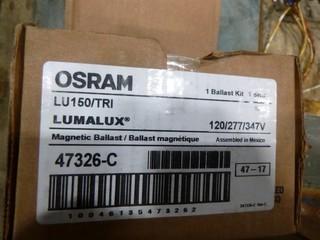 OSRAM
LU150/TRI
1 Ballast Kit
LUMALUX®
120/277/347V
Magnetic Ballast / Ballast magnétique
Assembled in Mexico
47326-C
47-17